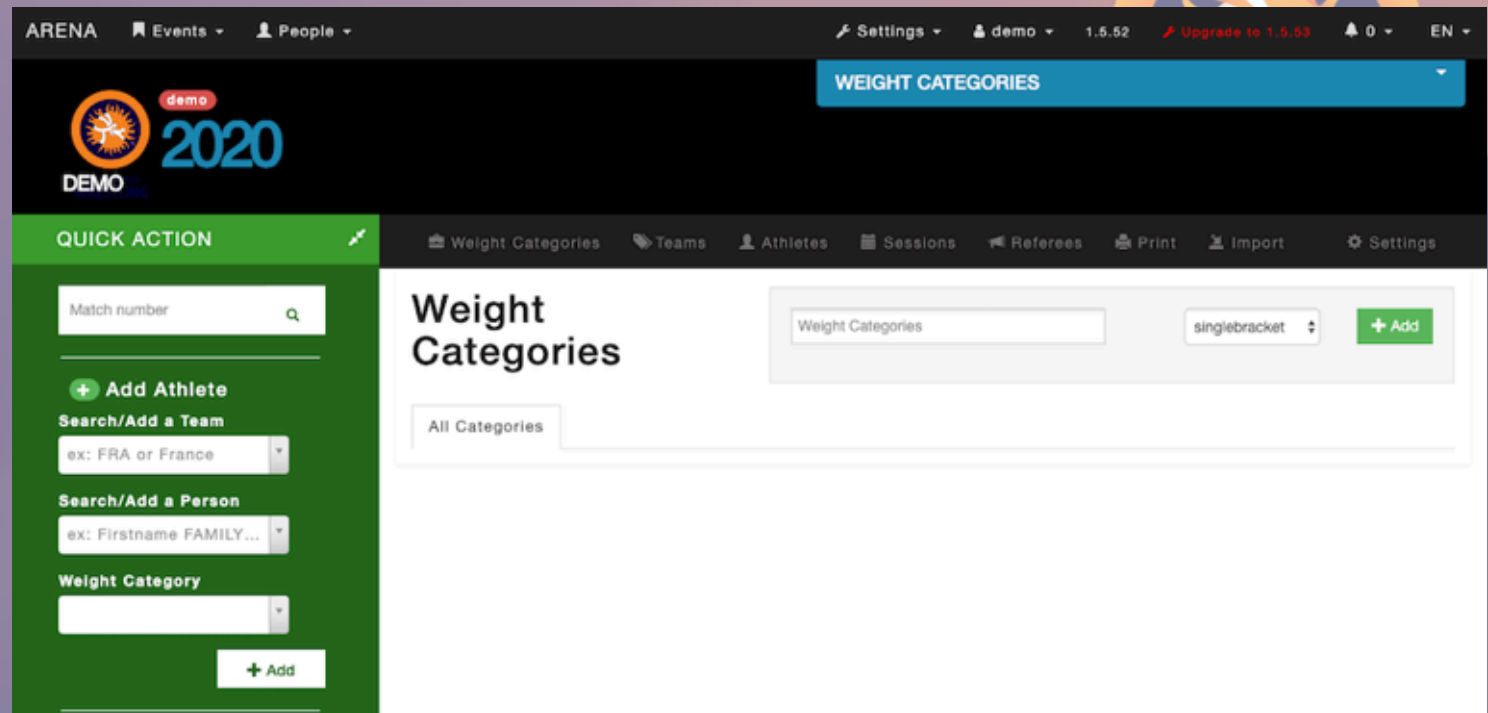 ARENA Events People Settings demo 1.5.52 Upgrade to 1.5.53 0 EN
WEIGHT CATEGORIES
demo
2020
DEMO
QUICK ACTION
Weight Categories Teams Athletes Sessions Referees Print Import Settings
Match number
Add Athlete
Search/Add a Team
ex: FRA or France
Search/Add a Person
ex: Firstname FAMILY...
Weight Category
+ Add
Weight
Categories
Weight Categories singlebracket + Add
All Categories